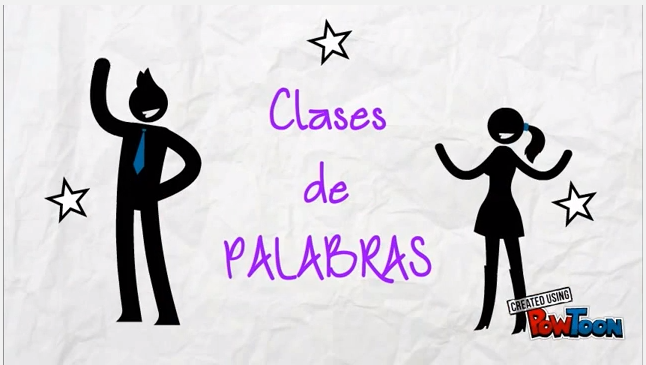 Clases
de
PALABRAS
CREATED USING
POWTOON